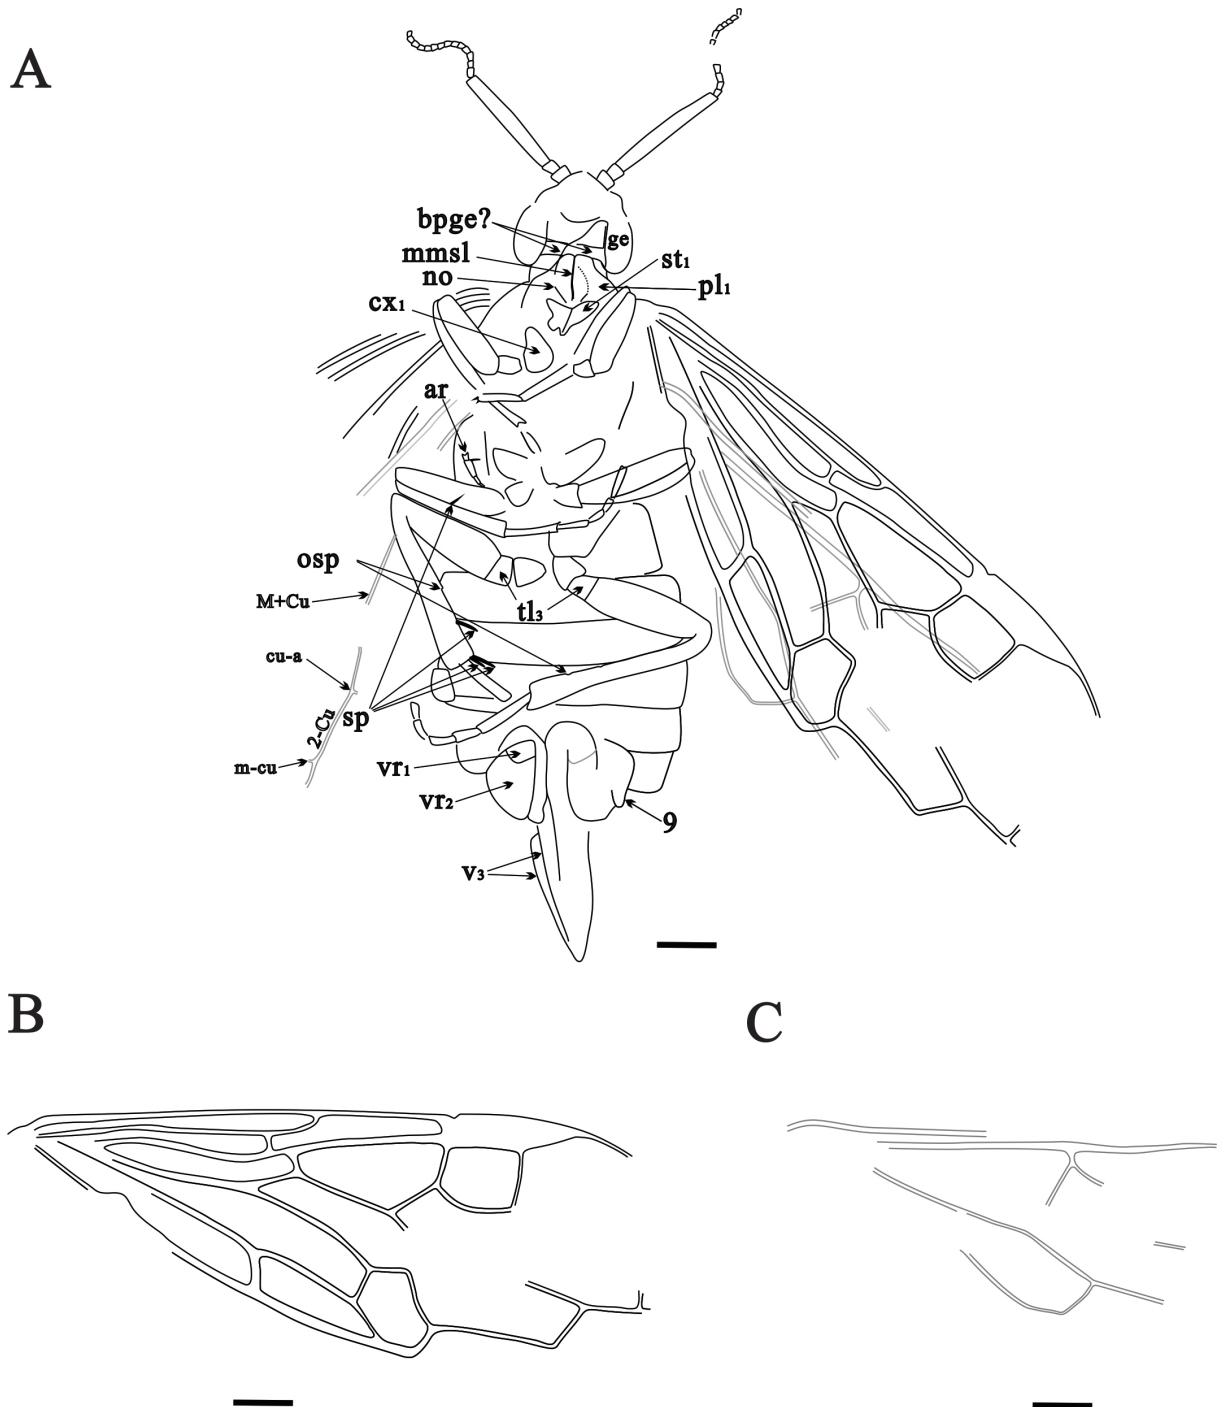 A
bpge?
ge
mmsl
st1
no
pl1
cx1
ar
osp
M+Cu
tl3
cu-a
2-Cu
sp
m-cu
vr1
vr2
9
v3
B
C